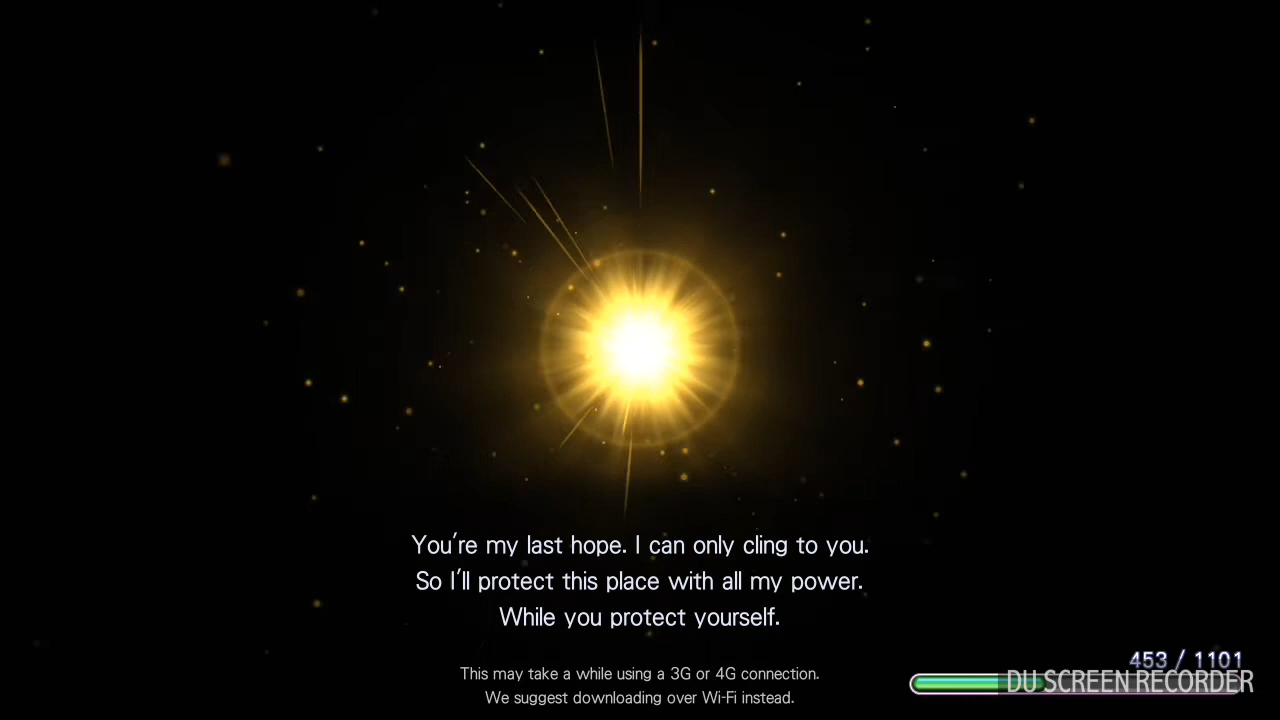 You're my last hope. I can only cling to you.
So I'll protect this place with all my power.
While you protect yourself.
This may take a while using a 3G or 4G connection.
We suggest downloading over Wi-Fi instead.
453 / 1101
DU SCREEN RECORDER